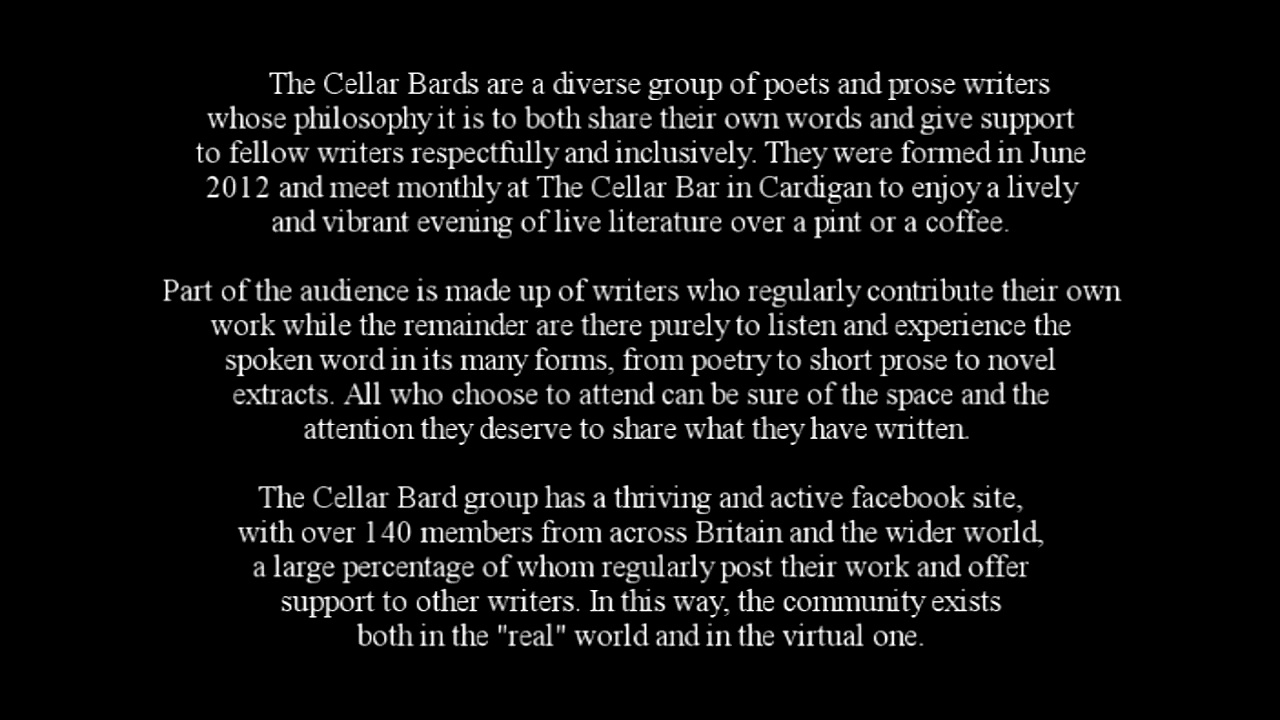 The Cellar Bards are a diverse group of poets and prose writers
whose philosophy it is to both share their own words and give support
to fellow writers respectfully and inclusively. They were formed in June
2012 and meet monthly at The Cellar Bar in Cardigan to enjoy a lively
and vibrant evening of live literature over a pint or a coffee.
Part of the audience is made up of writers who regularly contribute their own
work while the remainder are there purely to listen and experience the
spoken word in its many forms, from poetry to short prose to novel
extracts. All who choose to attend can be sure of the space and the
attention they deserve to share what they have written.
The Cellar Bard group has a thriving and active facebook site,
with over 140 members from across Britain and the wider world,
a large percentage of whom regularly post their work and offer
support to other writers. In this way, the community exists
both in the "real" world and in the virtual one.